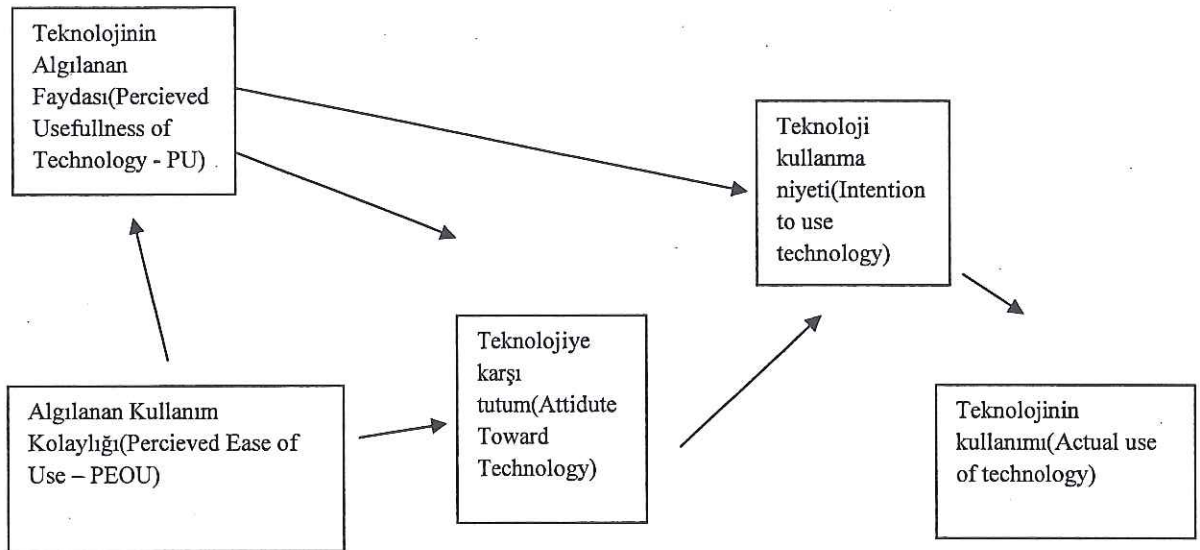 Teknolojinin
Algılanan
Faydası(Percieved
Usefullness of
Technology - PU)
Teknoloji
kullanma
niyeti(Intention
to use
technology)
Teknolojiye
karşı
tutum(Attidute
Toward
Technology)
Algılanan Kullanım
Kolaylığı(Percieved Ease of
Use – PEOU)
Teknolojinin
kullanımı(Actual use
of technology)